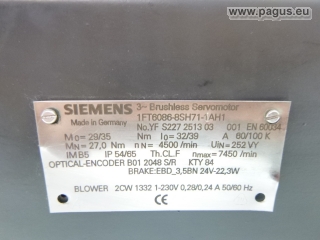 www.pagus.eu
SIEMENS
Made in Germany
3~ Brushless Servomotor
1FT6086-8SH71-1AH1
No.YF S227 2513 03 001 EN 60034
M0 = 29/35 Nm I0 = 32/39 A 60/100 K
MN = 27,0 Nm nN = 4500 /min UIN = 252 VY
IM B5 IP 54/65 Th.CL.F nmax = 7450 /min
OPTICAL-ENCODER B01 2048 S/R KTY 84
BRAKE:EBD_3,5BN 24V-22,3W
BLOWER 2CW 1332 1-230V 0,28/0,24 A 50/60 Hz